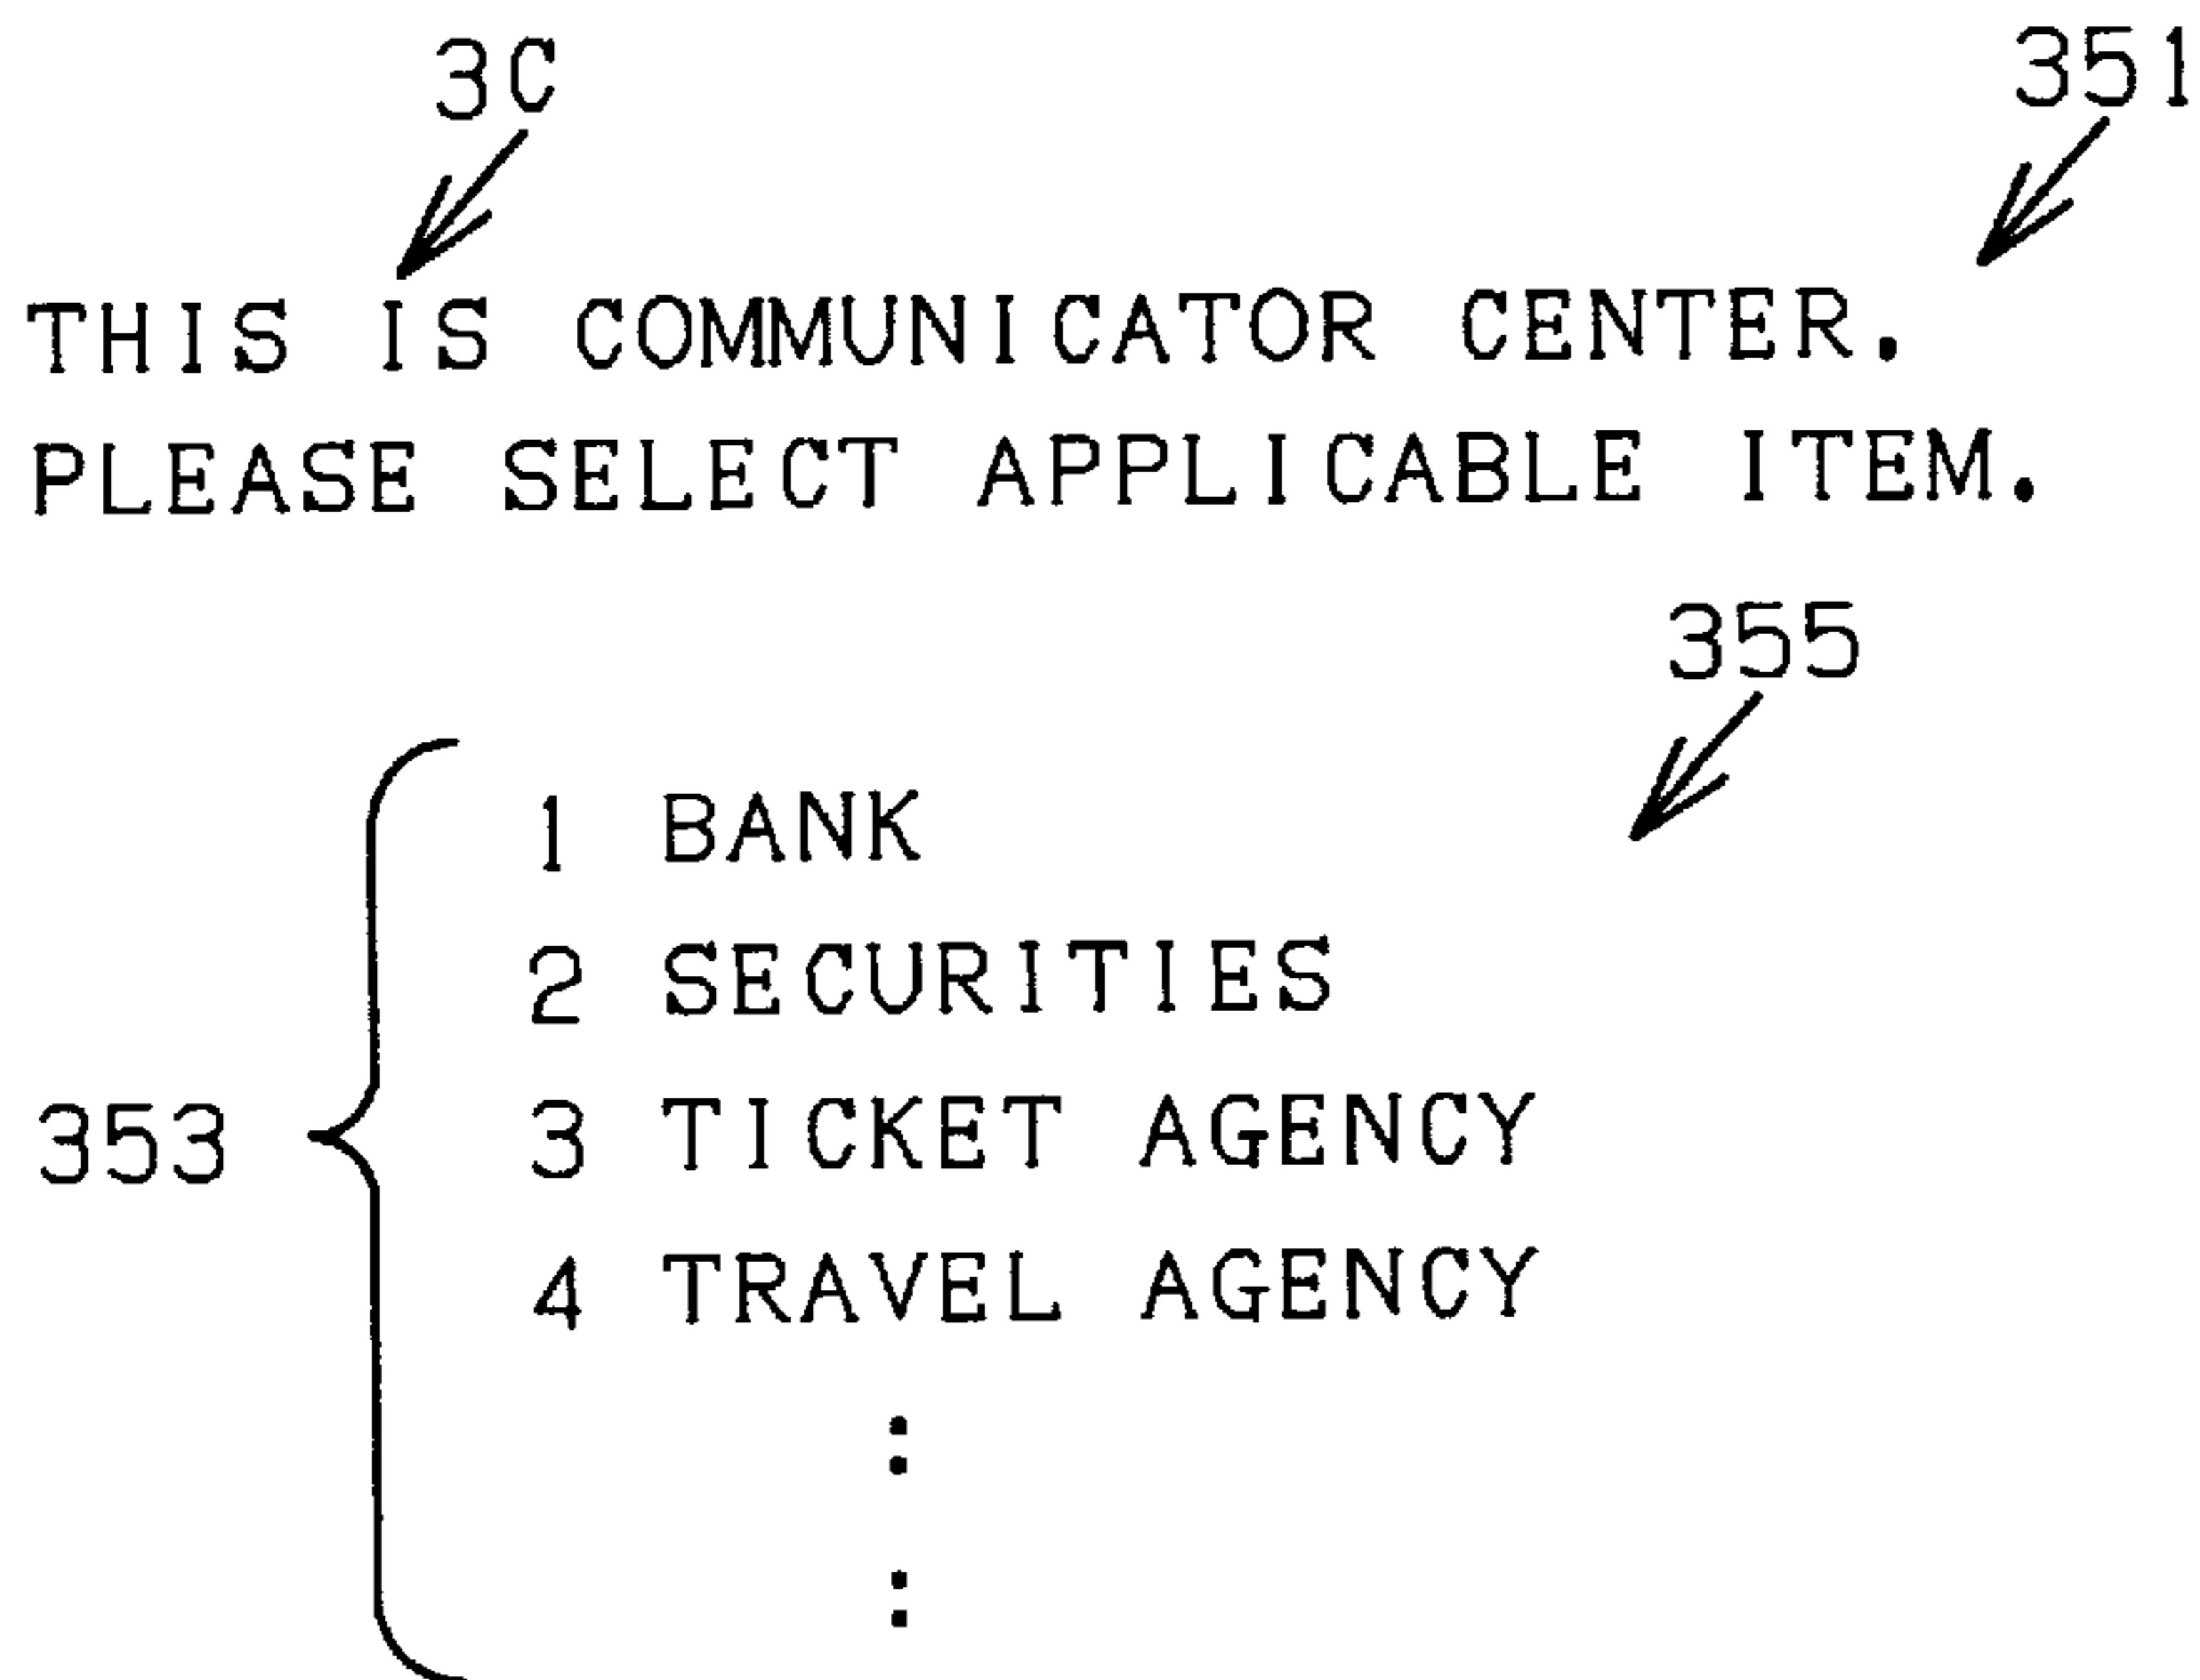 3C 351
THIS IS COMMUNICATOR CENTER.
PLEASE SELECT APPLICABLE ITEM.
355
1 BANK
2 SECURITIES
353 3 TICKET AGENCY
4 TRAVEL AGENCY
:
: